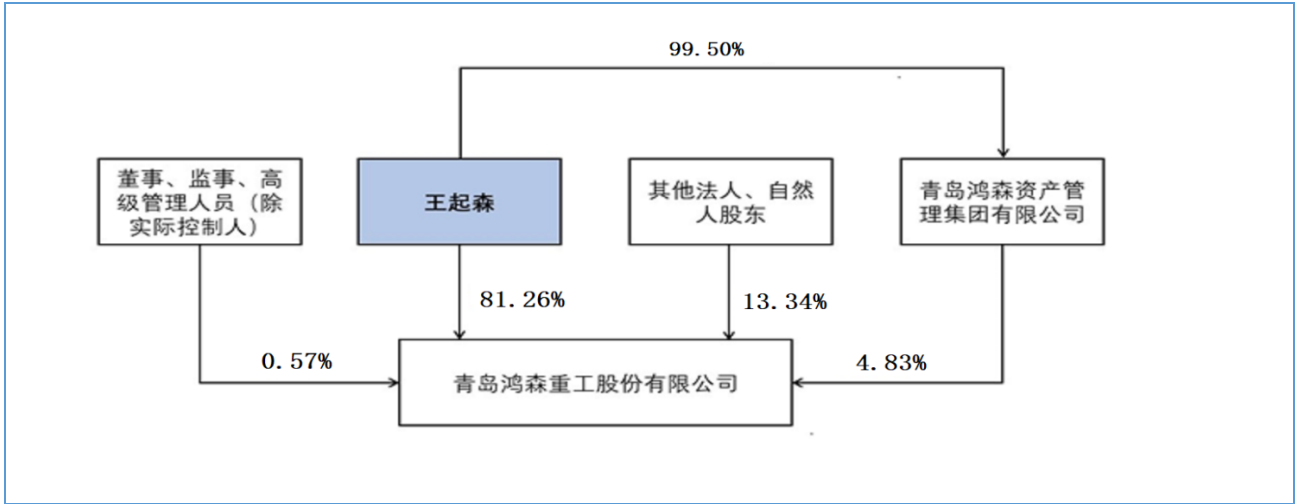 99.50%
董事、监事、高
级管理人员（除
实际控制人）
王起森
其他法人、自然
人股东
青岛鸿森资产管
理集团有限公司
81.26%
13.34%
0.57%
4.83%
青岛鸿森重工股份有限公司